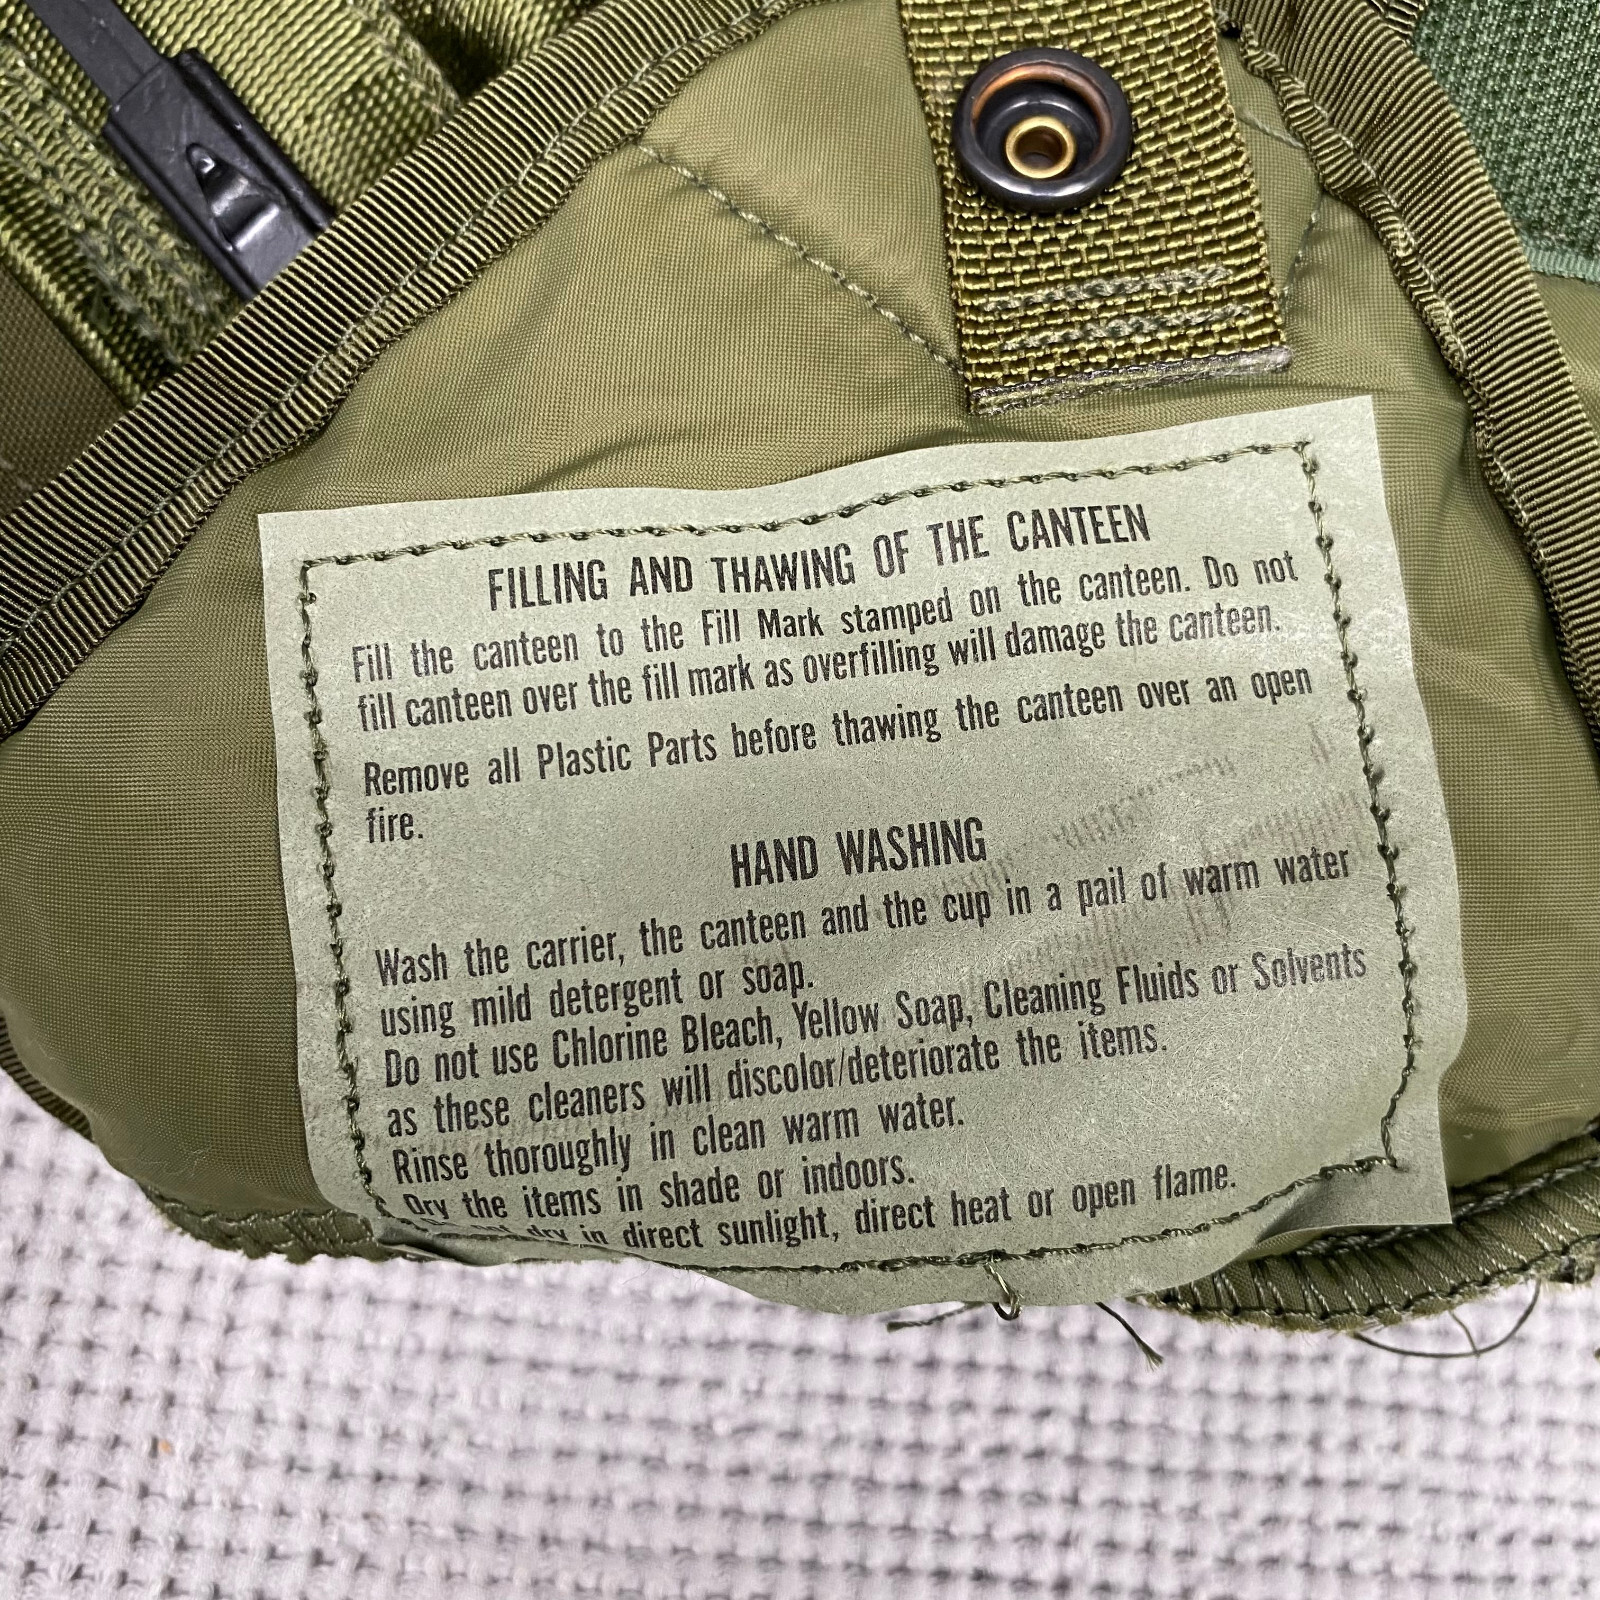 FILLING AND THAWING OF THE CANTEEN
Fill the canteen to the Fill Mark stamped on the canteen. Do not
fill canteen over the fill mark as overfilling will damage the canteen.
Remove all Plastic Parts before thawing the canteen over an open
fire.
HAND WASHING
Wash the carrier, the canteen and the cup in a pail of warm water
using mild detergent or soap.
Do not use Chlorine Bleach, Yellow Soap, Cleaning Fluids or Solvents
as these cleaners will discolor/deteriorate the items.
Rinse thoroughly in clean warm water.
Dry the items in shade or indoors.
Do not dry in direct sunlight, direct heat or open flame.